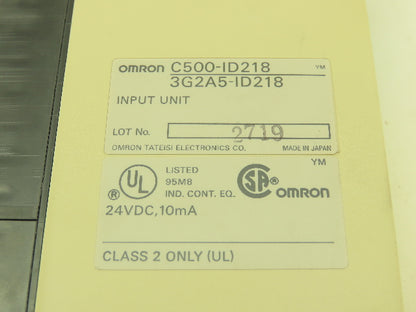 OMRON C500-ID218 YM
3G2A5-ID218
INPUT UNIT
LOT No. 2719
OMRON TATEISI ELECTRONICS CO. MADE IN JAPAN
YM
UL ® LISTED
95M8
IND. CONT. EQ.
SA ® OMRON
24VDC, 10mA
CLASS 2 ONLY (UL)